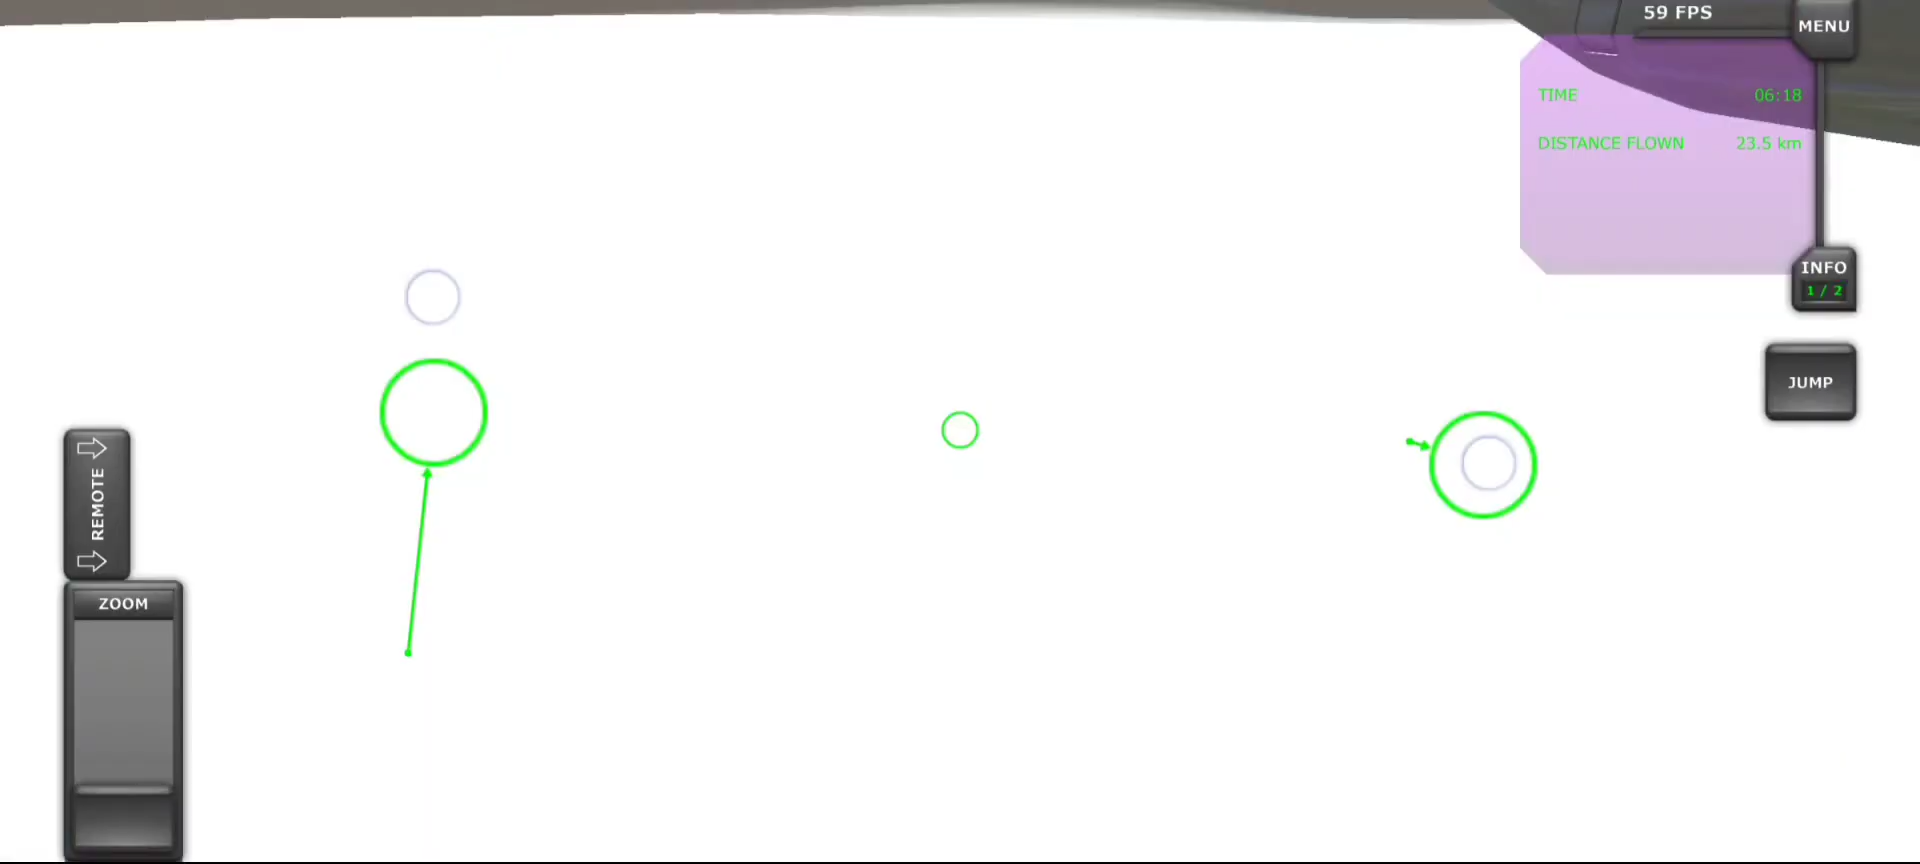 59 FPS
MENU
TIME 06:18
DISTANCE FLOWN 23.5 km
INFO
1 / 2
JUMP
REMOTE
ZOOM